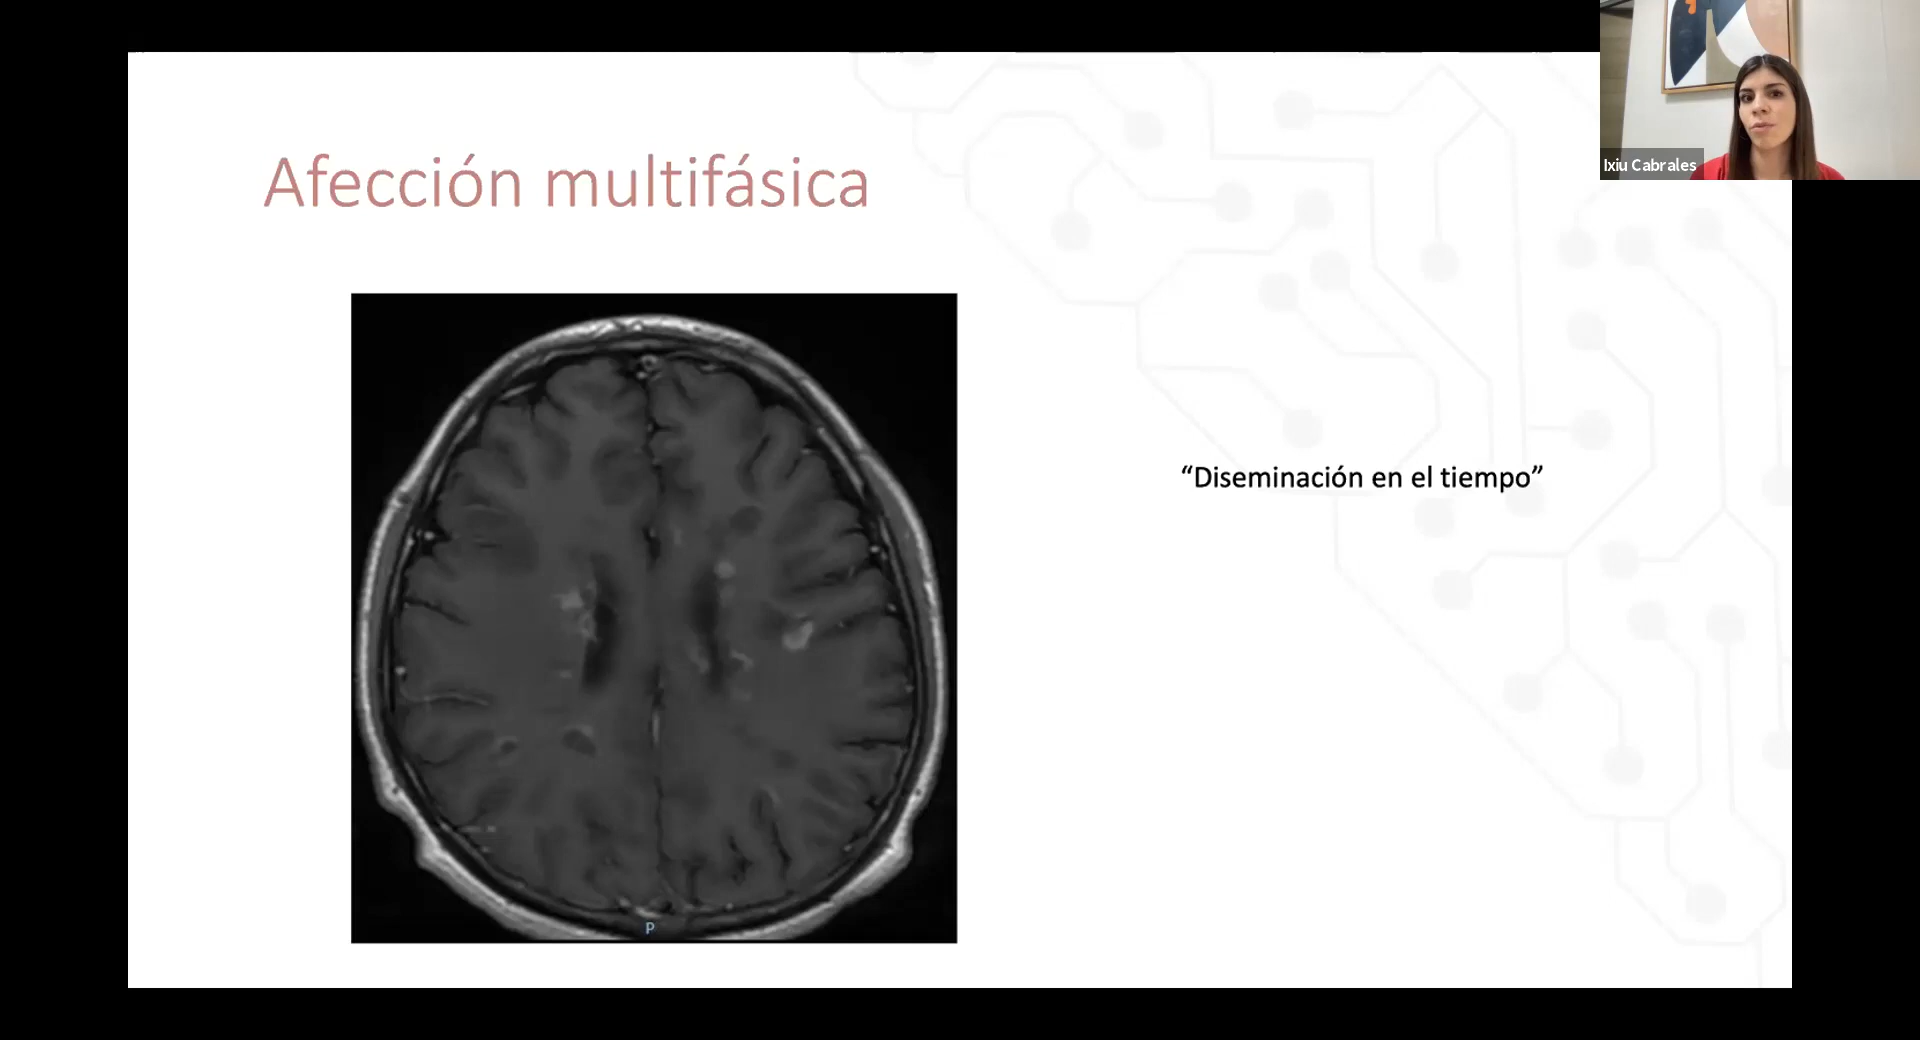 Ixiu Cabrales
Afección multifásica
“Diseminación en el tiempo”
P